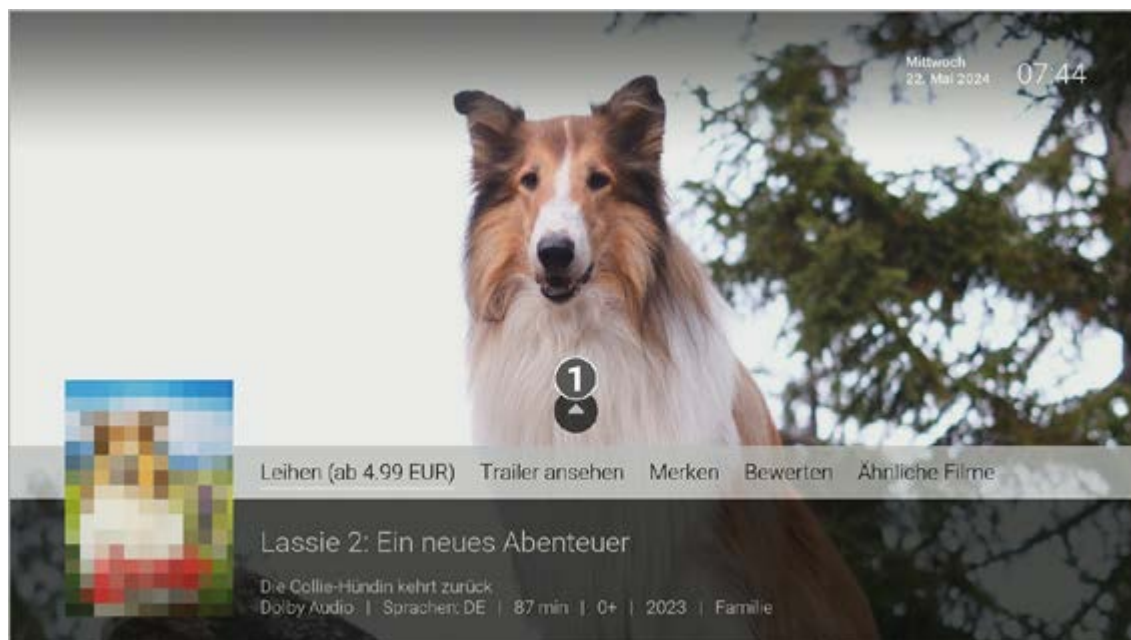 Mittwoch
22. Mai 2024 07:44
1
Leihen (ab 4.99 EUR) Trailer ansehen Merken Bewerten Ähnliche Filme
Lassie 2: Ein neues Abenteuer
Die Collie-Hündin kehrt zurück
Dolby Audio | Sprachen: DE | 87 min | 0+ | 2023 | Familie